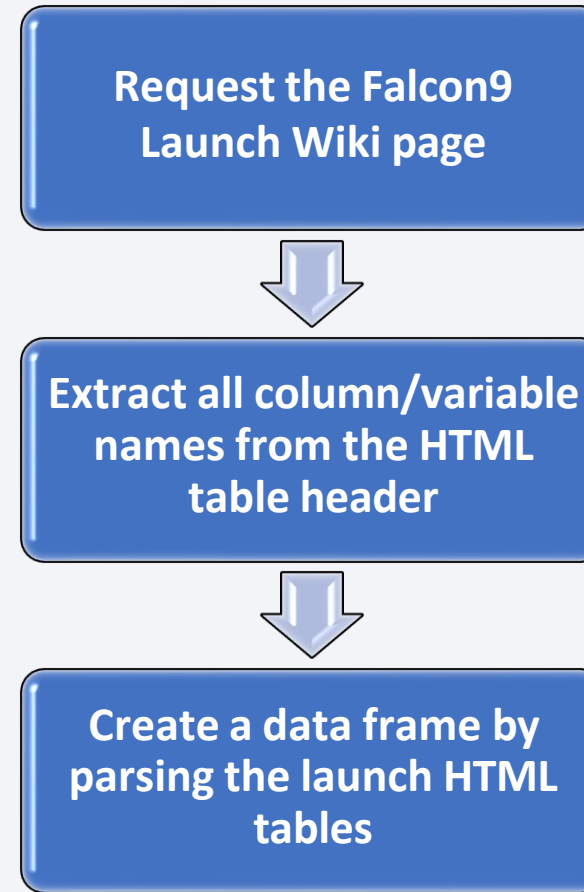 Request the Falcon9
Launch Wiki page
Extract all column/variable
names from the HTML
table header
Create a data frame by
parsing the launch HTML
tables